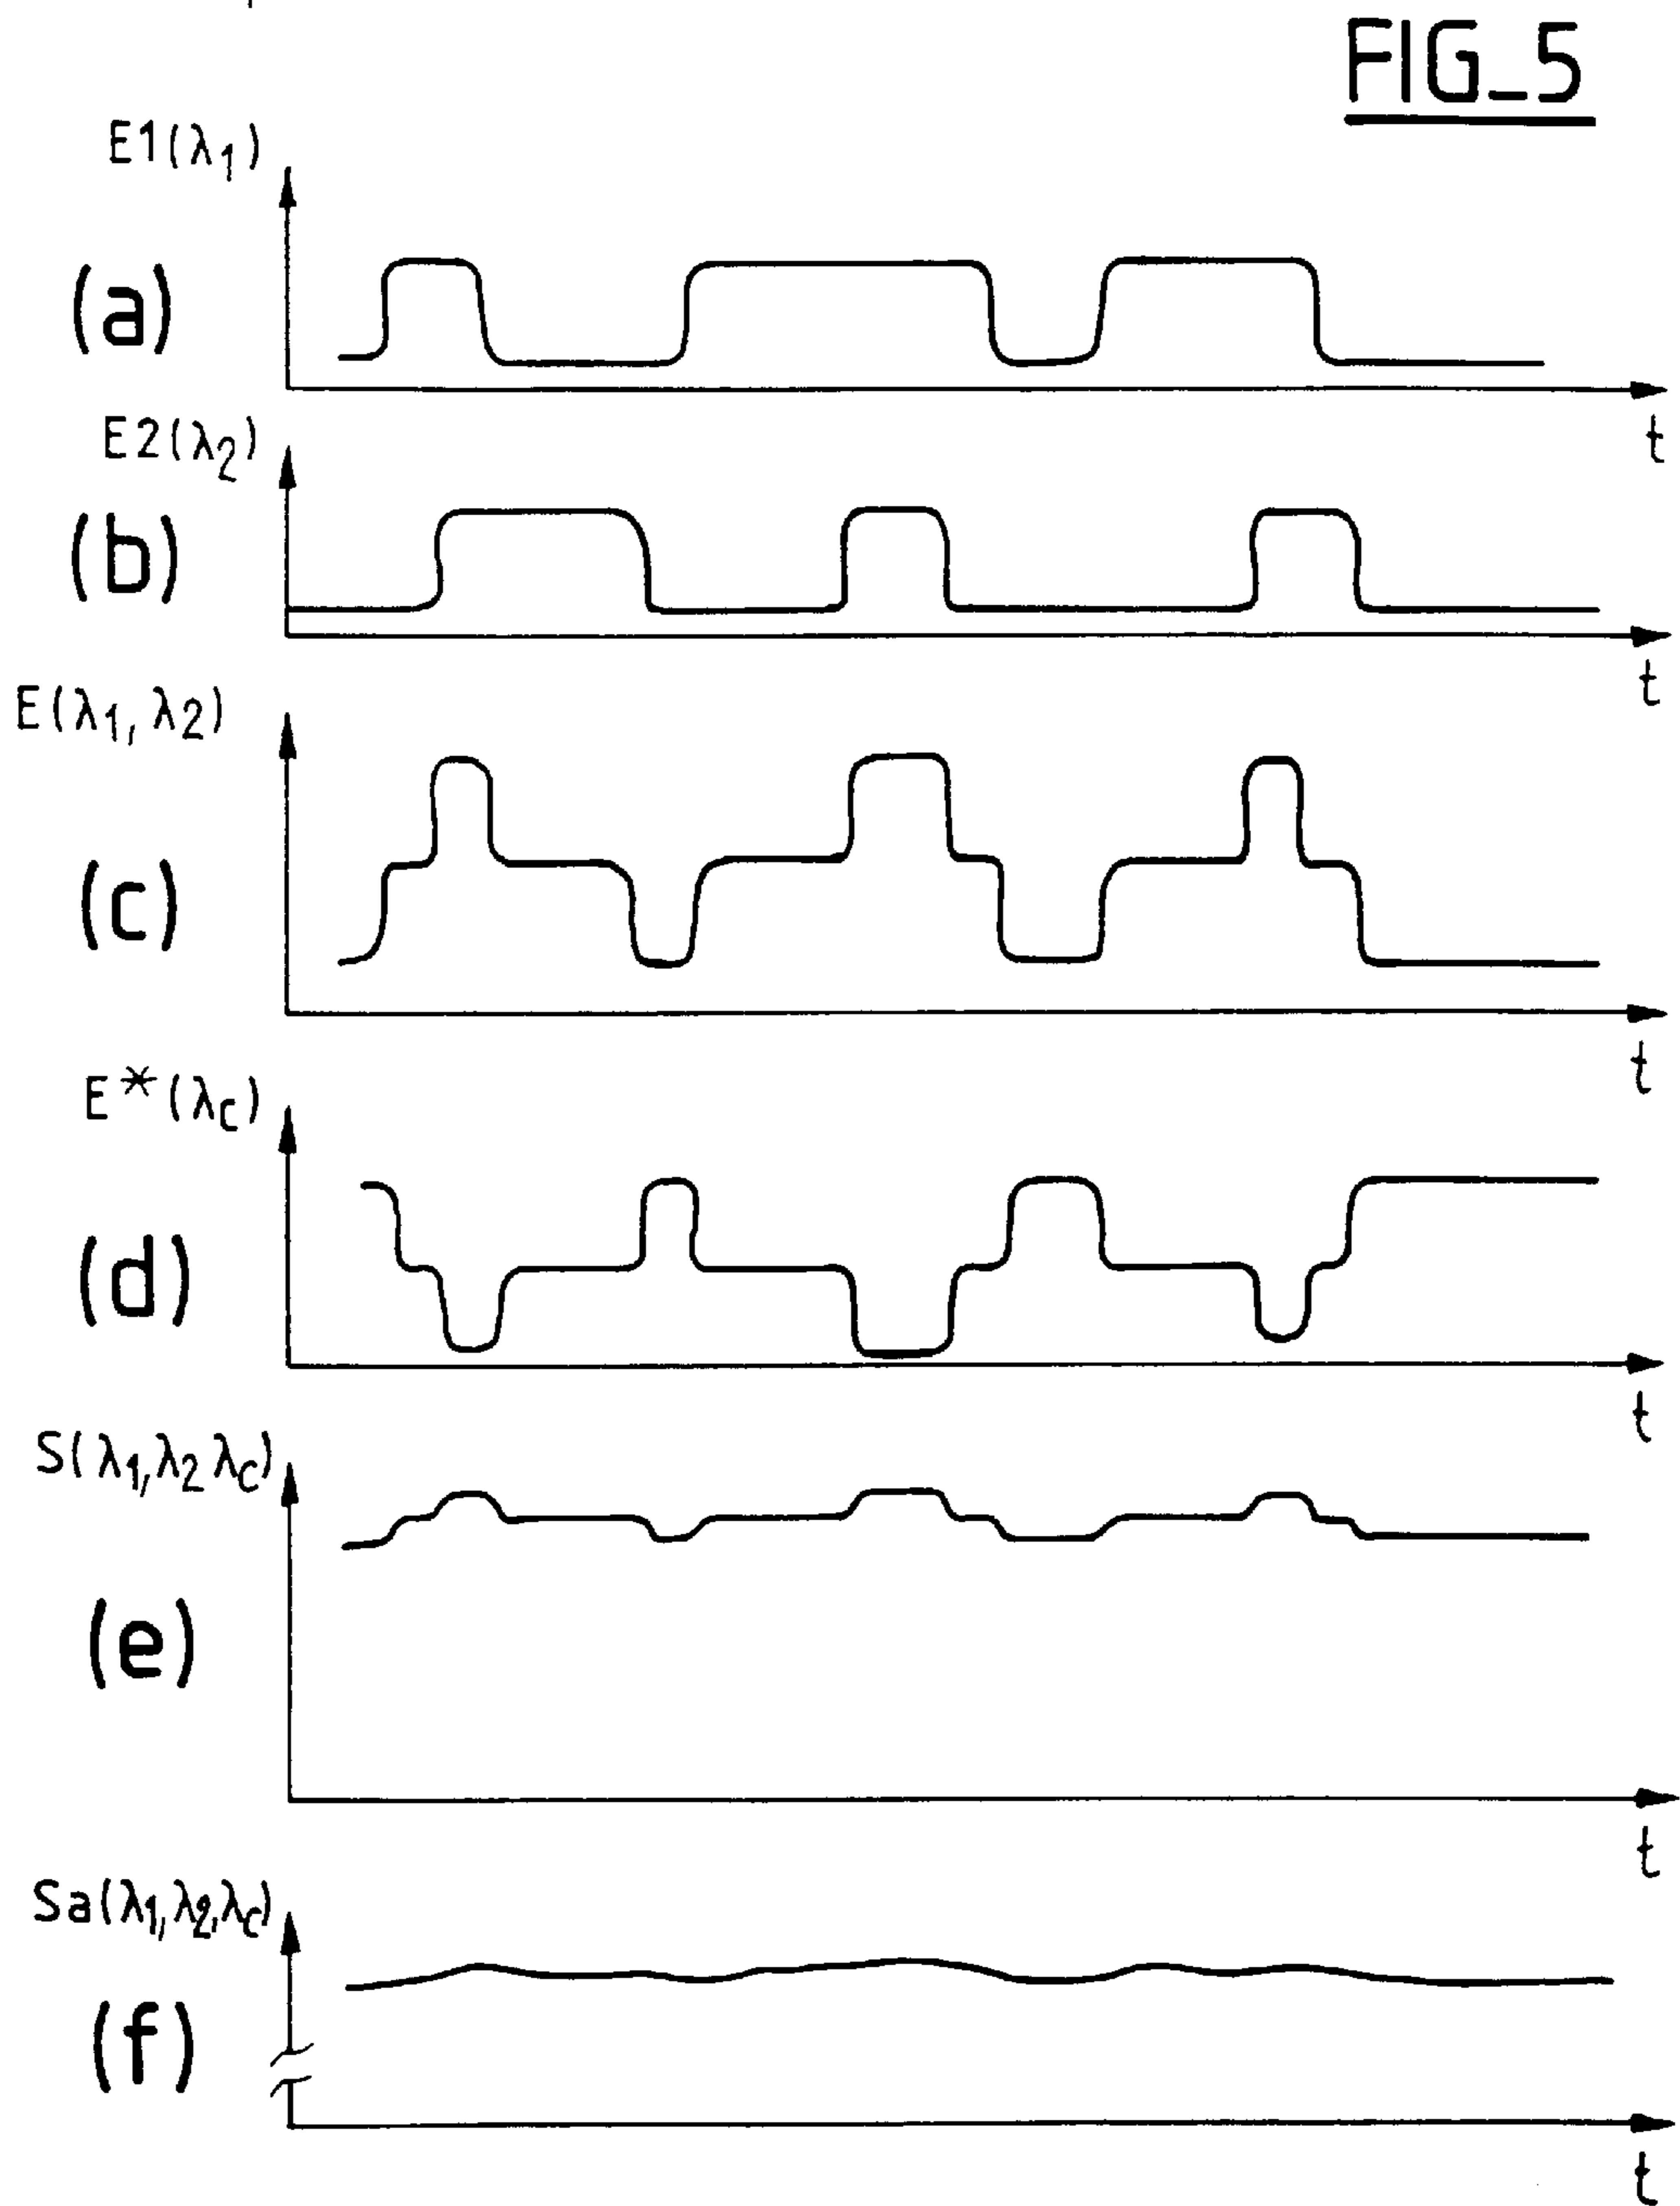 FIG_5
E1(λ1)
(a)
t
E2(λ2)
(b)
t
E(λ1, λ2)
(c)
t
E*(λc)
(d)
t
S(λ1,λ2 λc)
(e)
t
Sa(λ1,λ2,λc)
(f)
t